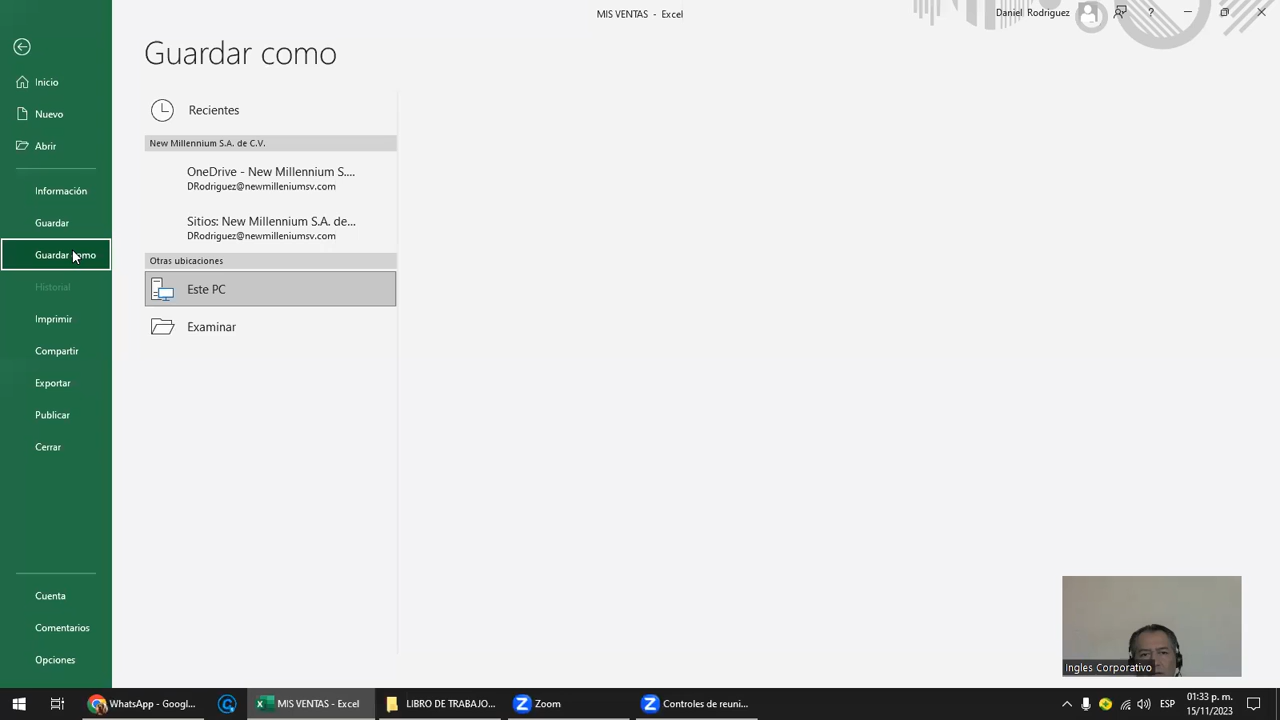 MIS VENTAS - Excel
Daniel Rodriguez
?
Guardar como
Inicio
Nuevo
Abrir
Información
Guardar
Guardar como
Historial
Imprimir
Compartir
Exportar
Publicar
Cerrar
Cuenta
Comentarios
Opciones
Recientes
New Millennium S.A. de C.V.
OneDrive - New Millennium S....
DRodriguez@newmilleniumsv.com
Sitios: New Millennium S.A. de...
DRodriguez@newmilleniumsv.com
Otras ubicaciones
Este PC
Examinar
Ingles Corporativo
WhatsApp - Googl...
MIS VENTAS - Excel
LIBRO DE TRABAJO...
Zoom
Controles de reuni...
ESP
01:33 p. m.
15/11/2023